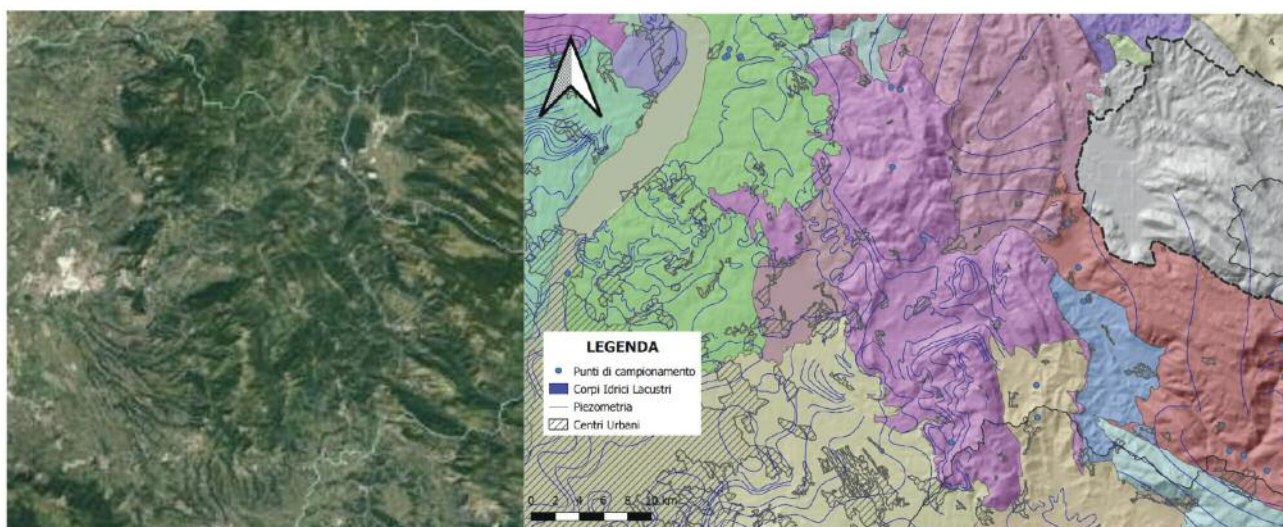 LEGENDA
Punti di campionamento
Corpi Idrici Lacustri
Piezometria
Centri Urbani
0 2 4 6 8 10 km